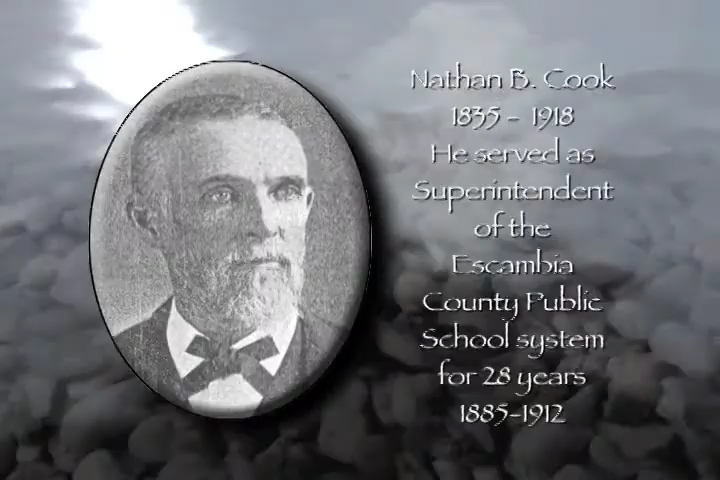 Nathan B. Cook
1835 - 1918
He served as
Superintendent
of the
Escambia
County Public
School system
for 28 years
1885-1912